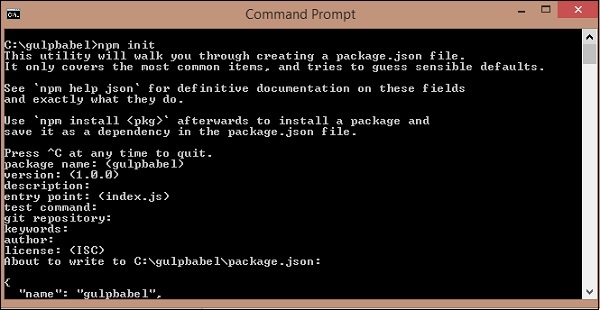 Command Prompt
C:\gulpbabel>npm init
This utility will walk you through creating a package.json file.
It only covers the most common items, and tries to guess sensible defaults.
See `npm help json` for definitive documentation on these fields
and exactly what they do.
Use `npm install <pkg>` afterwards to install a package and
save it as a dependency in the package.json file.
Press ^C at any time to quit.
package name: (gulpbabel)
version: (1.0.0)
description:
entry point: (index.js)
test command:
git repository:
keywords:
author:
license: (ISC)
About to write to C:\gulpbabel\package.json:
{
"name": "gulpbabel",